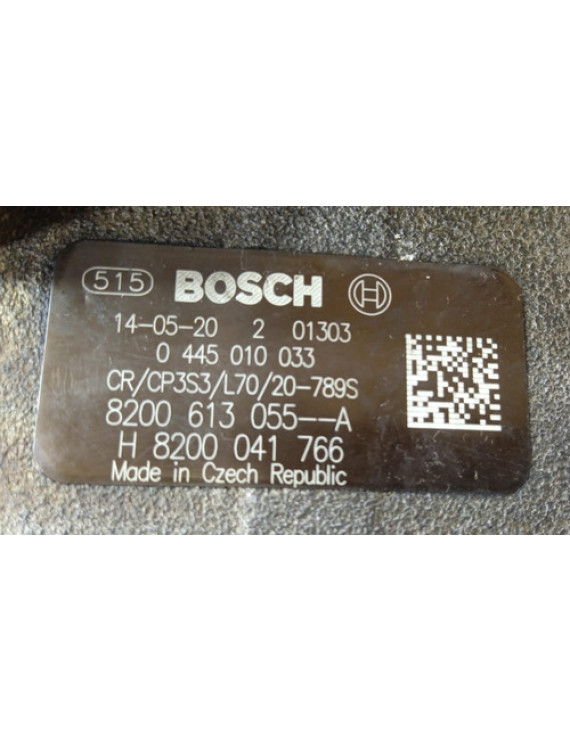 515 BOSCH
14-05-20 2 01303
0 445 010 033
CR/CP3S3/L70/20-789S
8200 613 055--A
H 8200 041 766
Made in Czech Republic